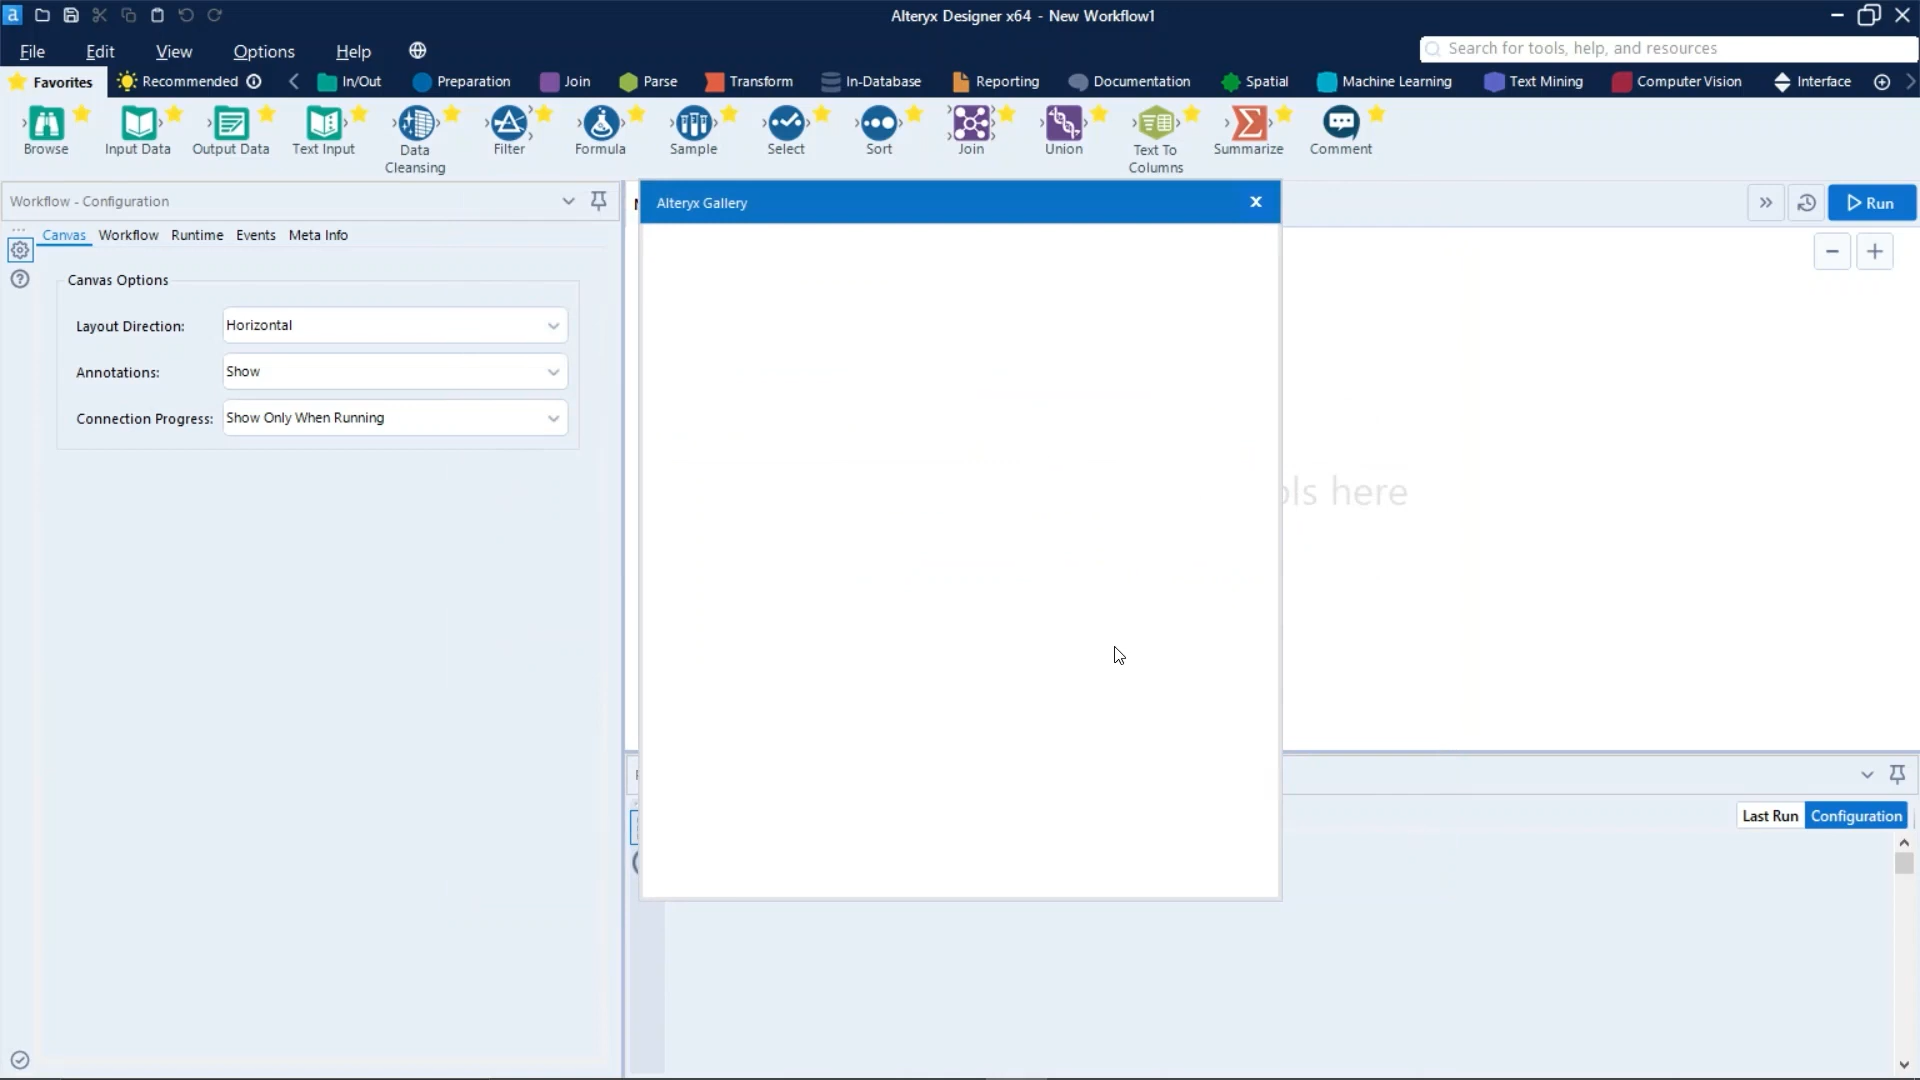 a
Alteryx Designer x64 - New Workflow1
File Edit View Options Help
Search for tools, help, and resources
Favorites Recommended In/Out Preparation Join Parse Transform In-Database Reporting Documentation Spatial Machine Learning Text Mining Computer Vision Interface
Browse Input Data Output Data Text Input Data Cleansing Filter Formula Sample Select Sort Join Union Text To Columns Summarize Comment
Workflow - Configuration
Alteryx Gallery
Run
Canvas Workflow Runtime Events Meta Info
Canvas Options
Layout Direction: Horizontal
Annotations: Show
Connection Progress: Show Only When Running
here
Last Run Configuration